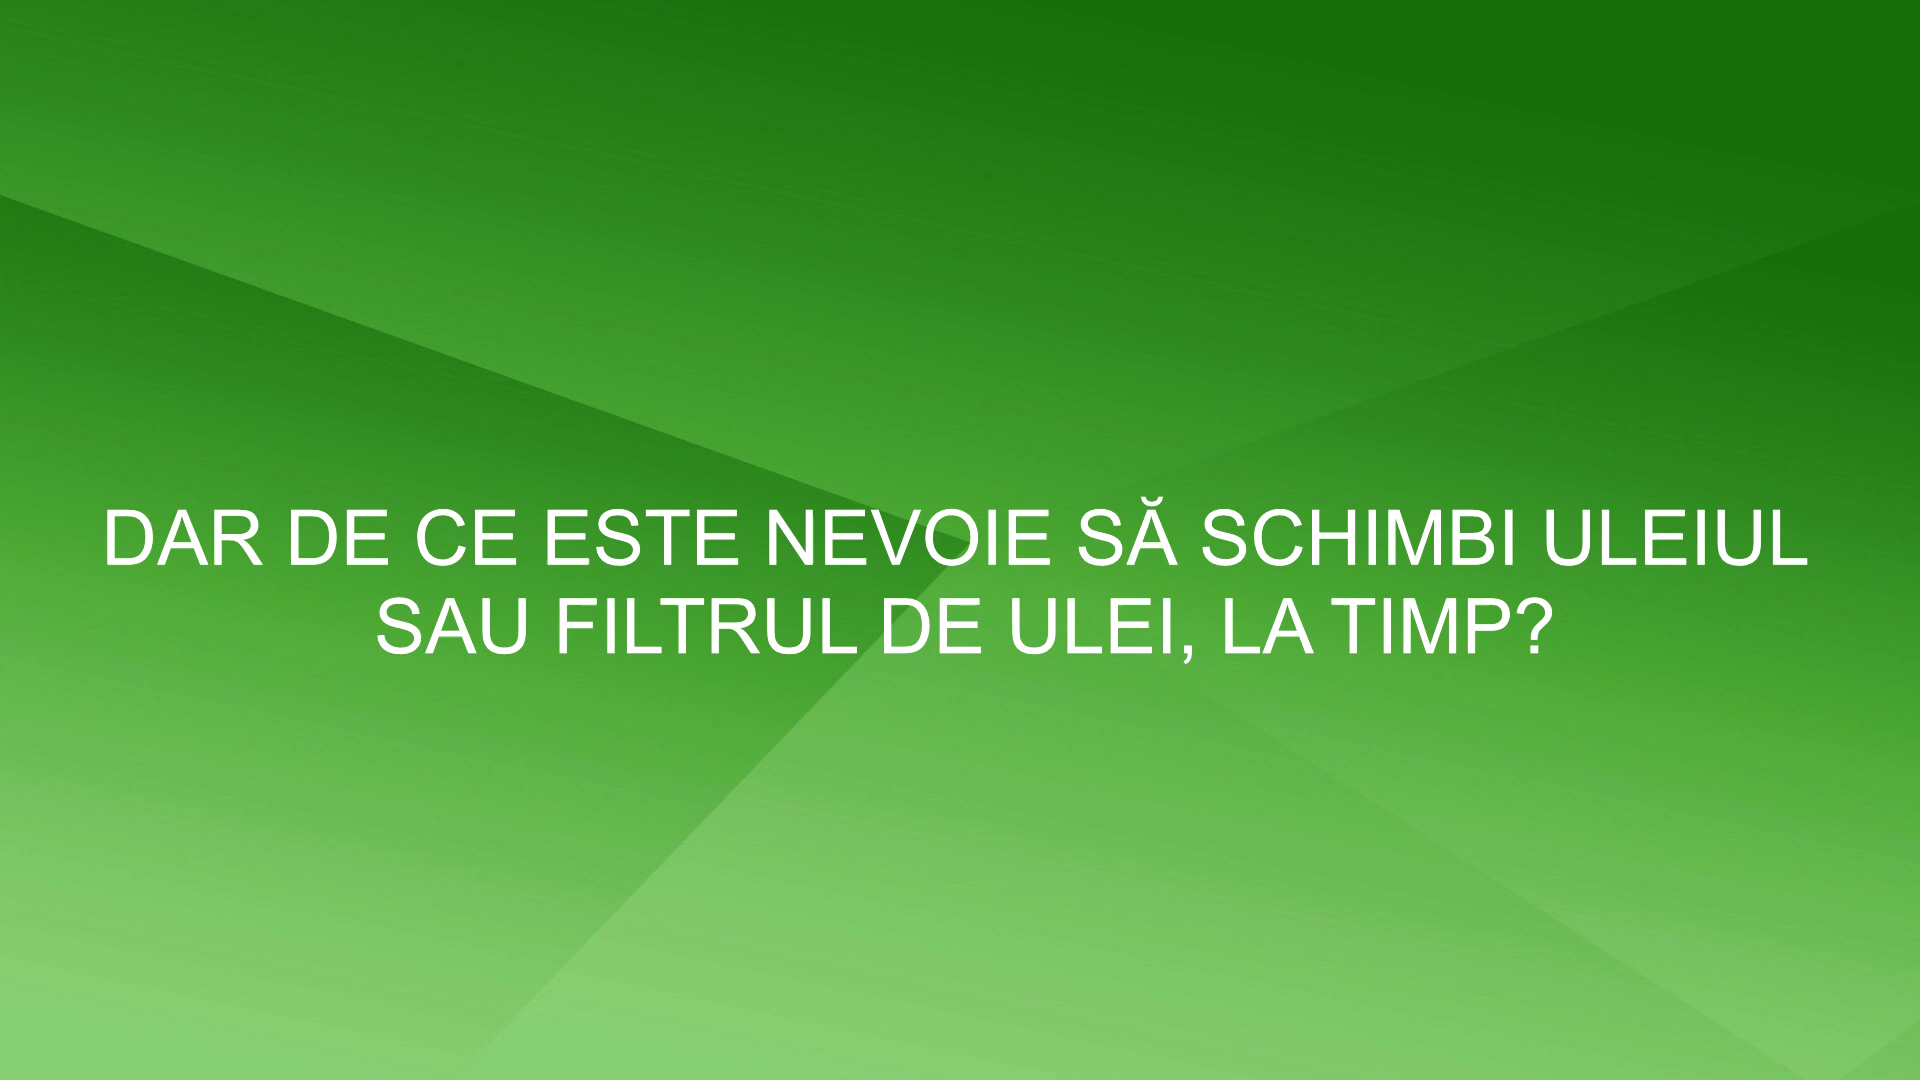 DAR DE CE ESTE NEVOIE SĂ SCHIMBI ULEIUL
SAU FILTRUL DE ULEI, LA TIMP?